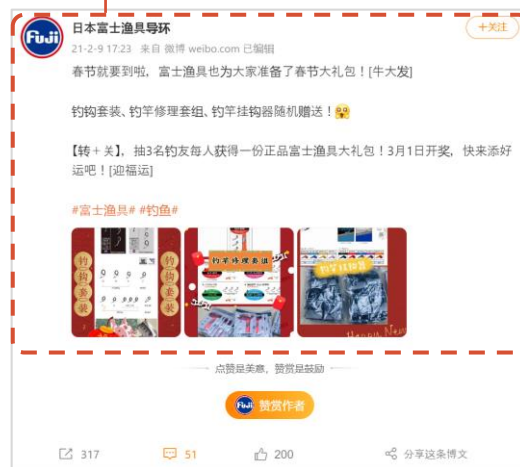 Fuji
日本富士渔具导环
+关注
21-2-9 17:23 来自 微博 weibo.com 已编辑
春节就要到啦，富士渔具也为大家准备了春节大礼包！[牛大发]
钓钩套装、钓竿修理套组、钓竿挂钩器随机赠送！
【转+关】，抽3名钓友每人获得一份正品富士渔具大礼包！3月1日开奖，快来添好
运吧！[迎福运]
#富士渔具# #钓鱼#
钓钩套装
钓钩套装
钓竿修理套组
钓竿挂钩器
Happy New
点赞是美意，赞赏是鼓励
Fuji 赞赏作者
317
51
200
分享这条博文